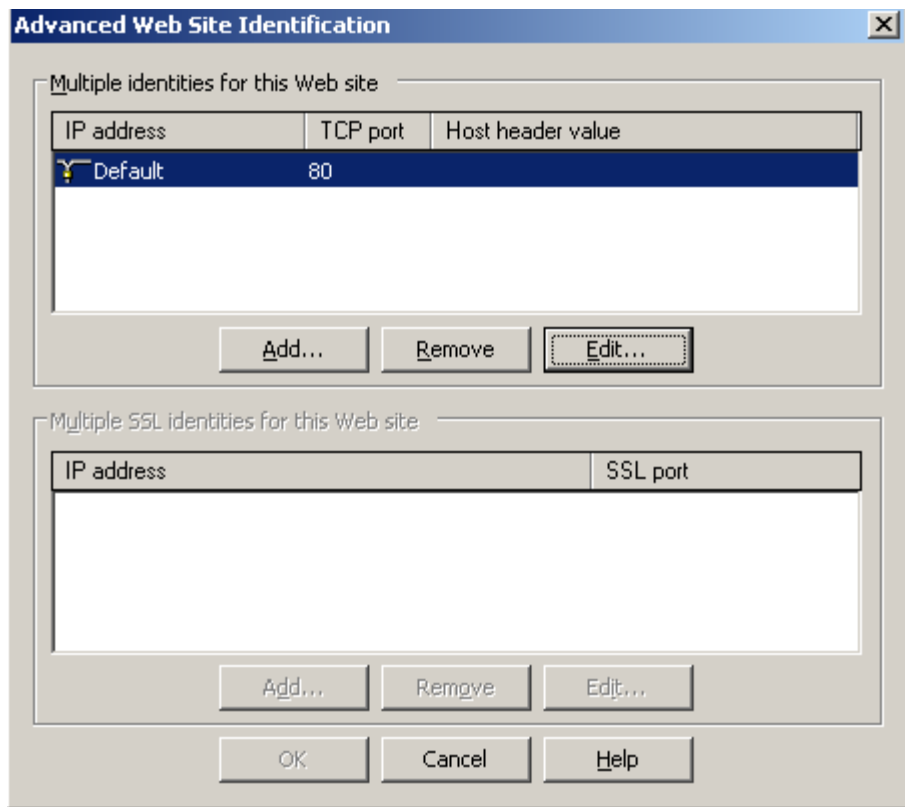 Advanced Web Site Identification
Multiple identities for this Web site
IP address TCP port Host header value
Default 80
Add... Remove Edit...
Multiple SSL identities for this Web site
IP address SSL port
Add... Remove Edit...
OK Cancel Help